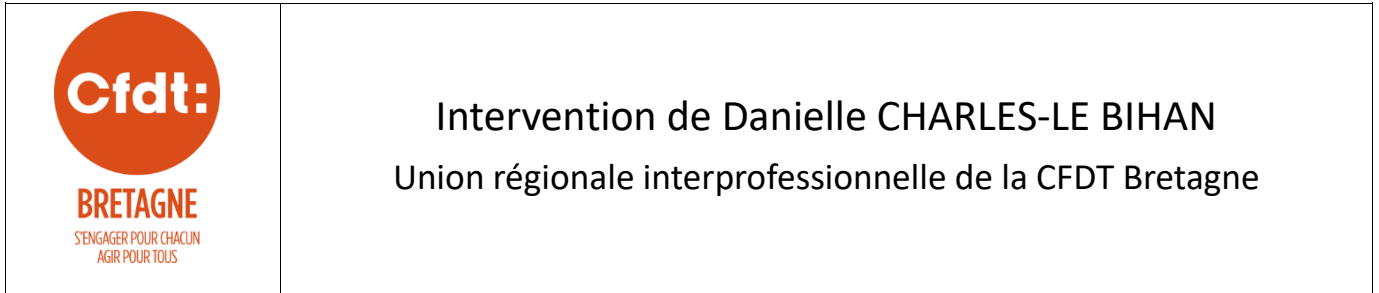 Cfdt:
BRETAGNE
S'ENGAGER POUR CHACUN
AGIR POUR TOUS
Intervention de Danielle CHARLES-LE BIHAN
Union régionale interprofessionnelle de la CFDT Bretagne